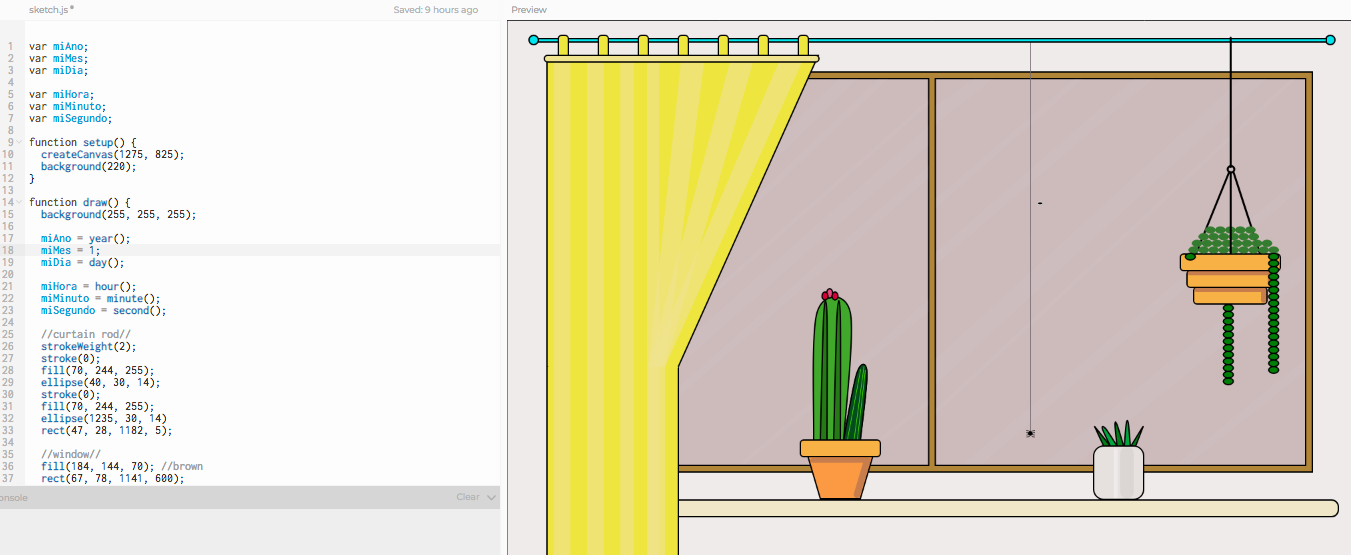 sketch.js•
Saved: 9 hours ago
Preview
1 var miAno;
2 var miMes;
3 var miDia;
4
5 var miHora;
6 var miMinuto;
7 var miSegundo;
8
9 function setup() {
10 createCanvas(1275, 825);
11 background(220);
12 }
13
14 function draw() {
15 background(255, 255, 255);
16
17 miAno = year();
18 miMes = 1;
19 miDia = day();
20
21 miHora = hour();
22 miMinuto = minute();
23 miSegundo = second();
24
25 //curtain rod//
26 strokeWeight(2);
27 stroke(0);
28 fill(70, 244, 255);
29 ellipse(40, 30, 14);
30 stroke(0);
31 fill(70, 244, 255);
32 ellipse(1235, 30, 14)
33 rect(47, 28, 1182, 5);
34
35 //window//
36 fill(184, 144, 70); //brown
37 rect(67, 78, 1141, 600);
onsole
Clear